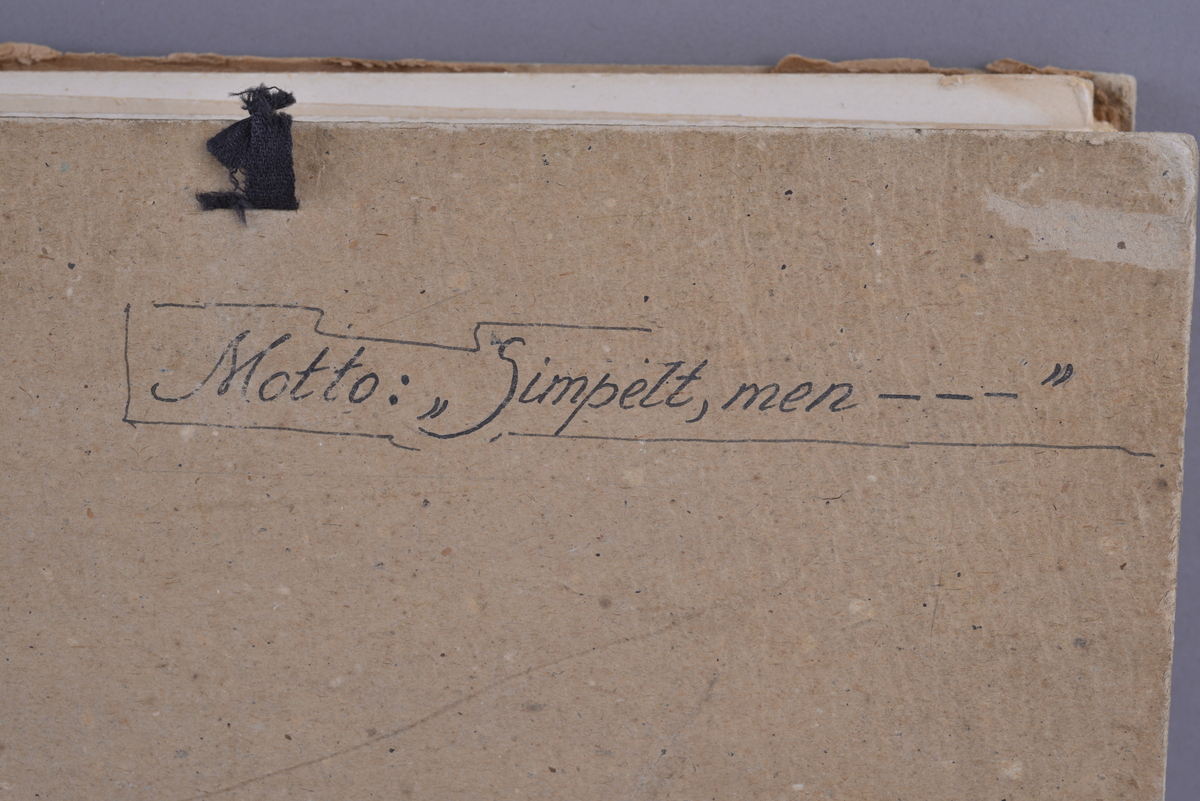 Motto: „Simpelt, men - - - ”